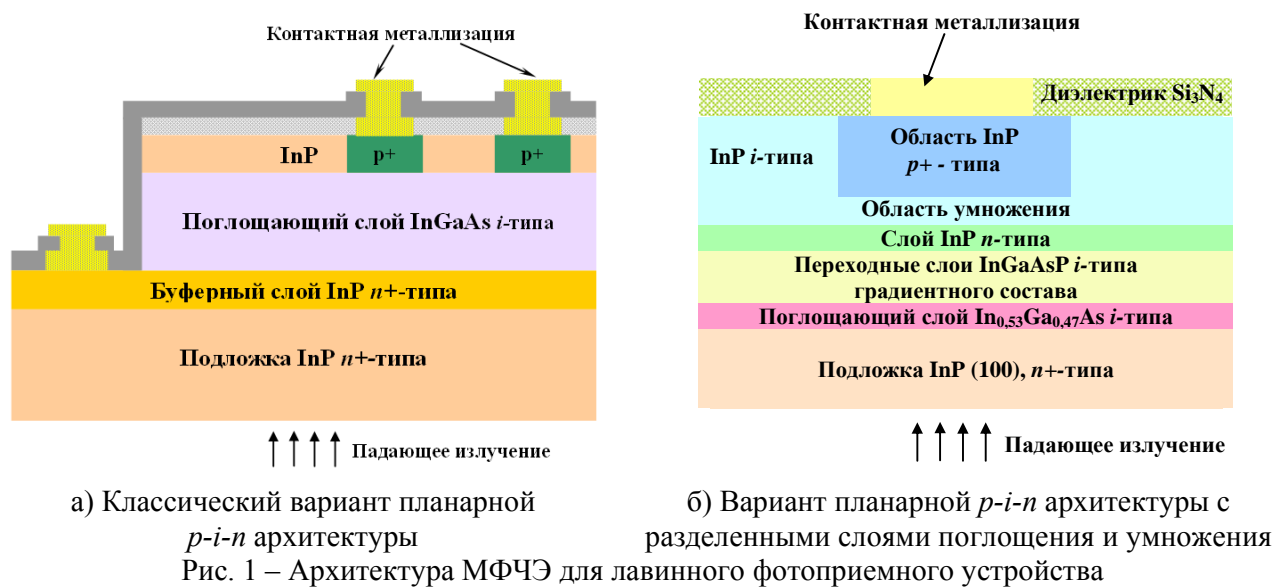 Контактная металлизация
InP
p+
p+
Поглощающий слой InGaAs i-типа
Буферный слой InP n+-типа
Подложка InP n+-типа
Падающее излучение
а) Классический вариант планарной
p-i-n архитектуры
Контактная металлизация
Диэлектрик Si₃N₄
InP i-типа
Область InP
p+ - типа
Область умножения
Слой InP n-типа
Переходные слои InGaAsP i-типа
градиентного состава
Поглощающий слой In₀,₅₃Ga₀,₄₇As i-типа
Подложка InP (100), n+-типа
Падающее излучение
б) Вариант планарной p-i-n архитектуры с
разделенными слоями поглощения и умножения
Рис. 1 – Архитектура МФЧЭ для лавинного фотоприемного устройства